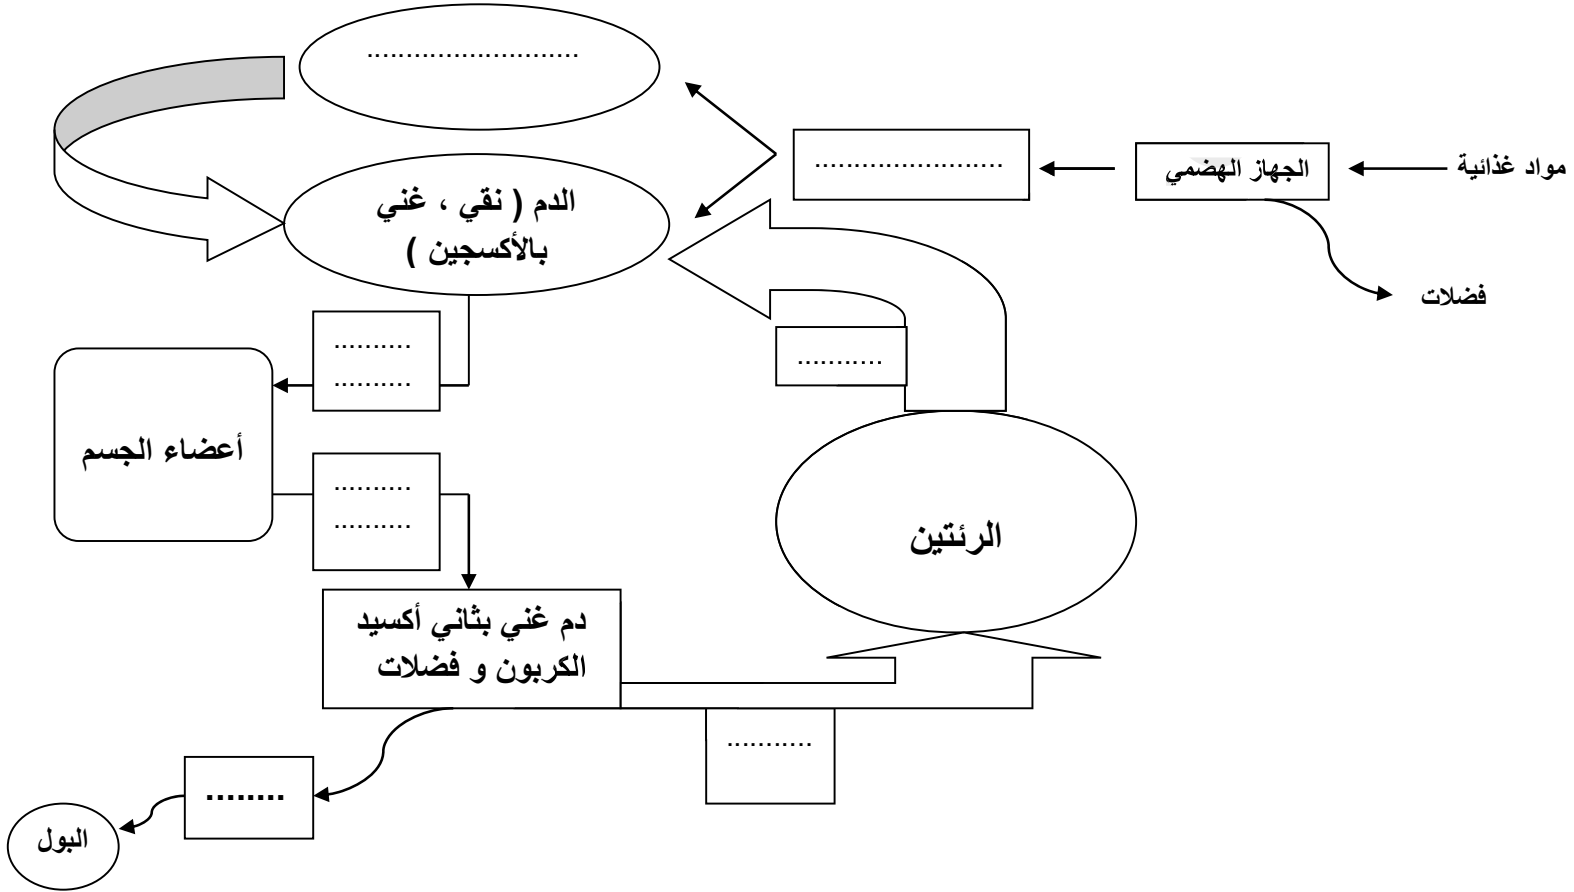 ..........................
مواد غذائية
الجهاز الهضمي
........................
الدم ( نقي ، غني
بالأكسجين )
فضلات
..........
..........
...........
أعضاء الجسم
..........
..........
الرئتين
دم غني بثاني أكسيد
الكربون و فضلات
...........
........
البول